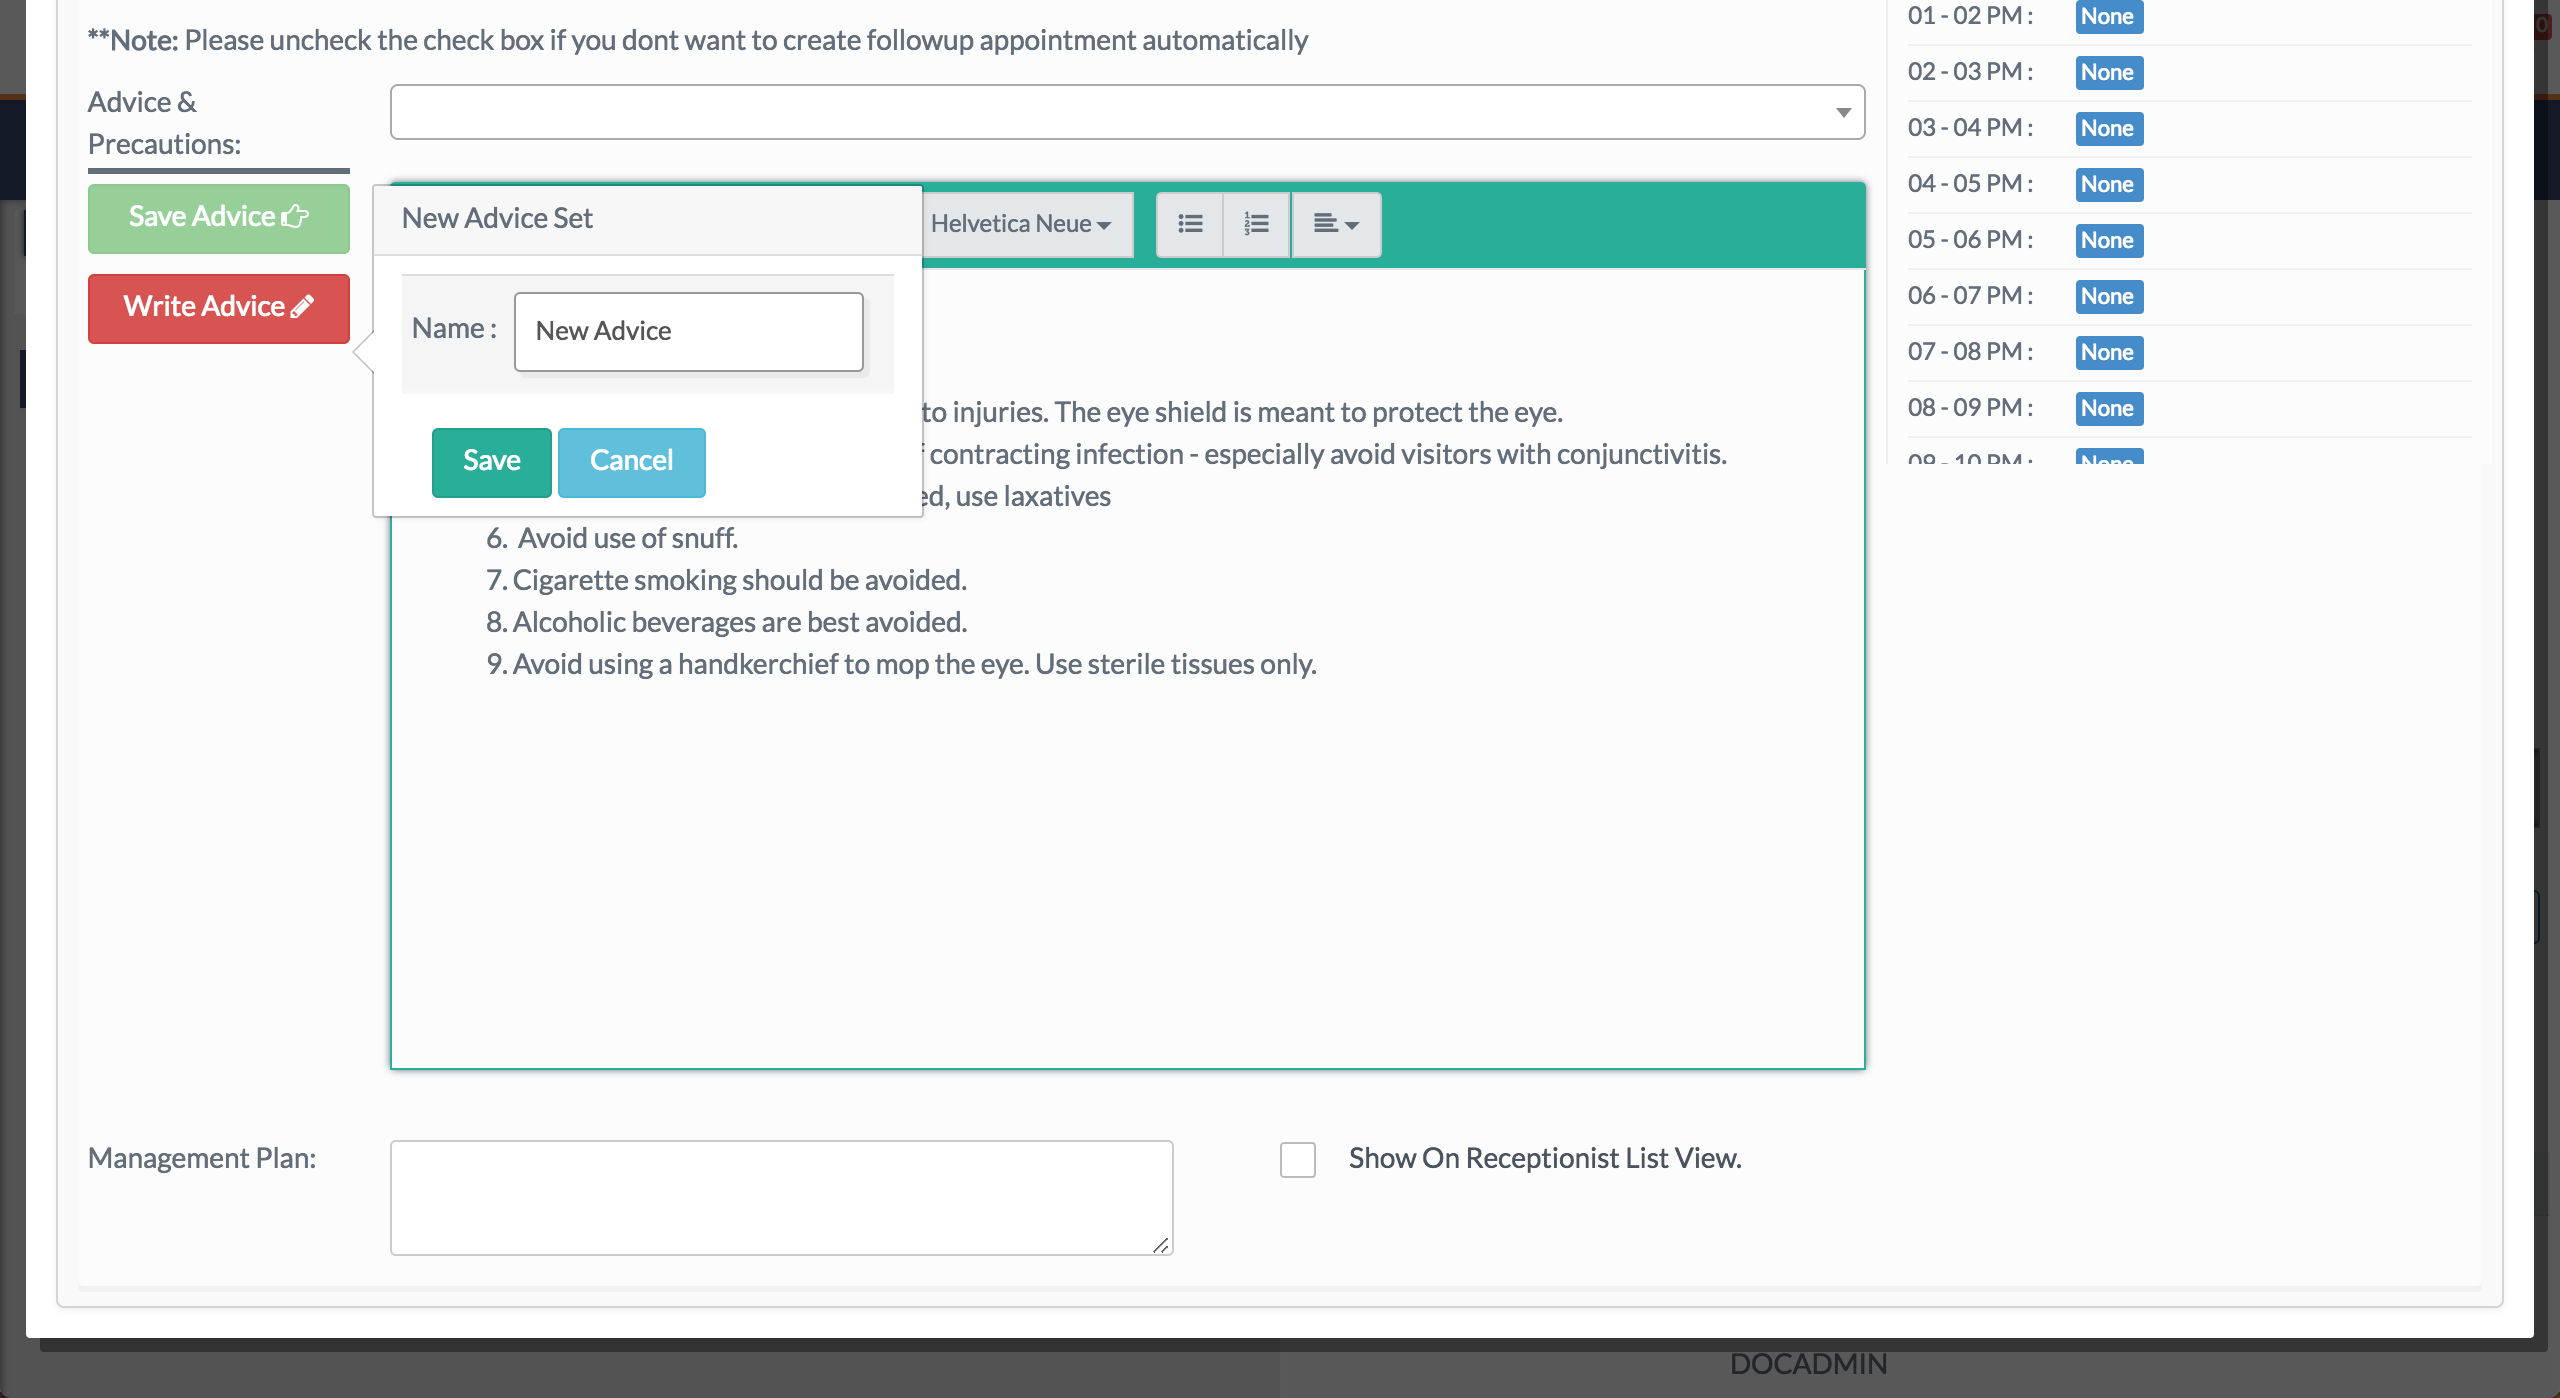 **Note: Please uncheck the check box if you dont want to create followup appointment automatically
Advice &
Precautions:
Save Advice
Write Advice
New Advice Set
Name :
New Advice
Save
Cancel
Helvetica Neue
to injuries. The eye shield is meant to protect the eye.
contracting infection - especially avoid visitors with conjunctivitis.
ed, use laxatives
6. Avoid use of snuff.
7. Cigarette smoking should be avoided.
8. Alcoholic beverages are best avoided.
9. Avoid using a handkerchief to mop the eye. Use sterile tissues only.
01 - 02 PM : None
02 - 03 PM : None
03 - 04 PM : None
04 - 05 PM : None
05 - 06 PM : None
06 - 07 PM : None
07 - 08 PM : None
08 - 09 PM : None
09 - 10 PM : None
Management Plan:
Show On Receptionist List View.
DOCADMIN